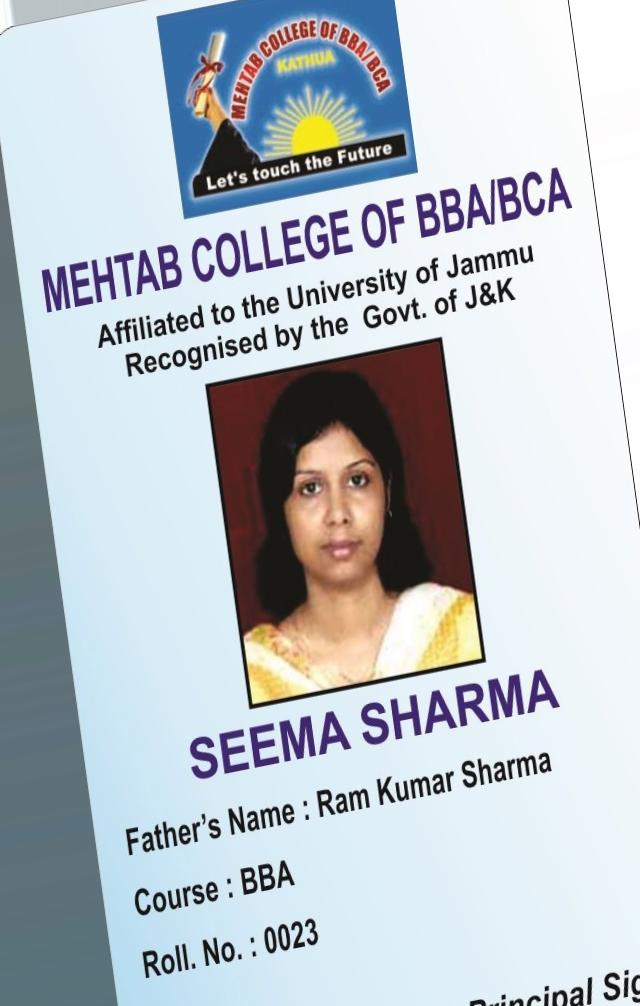 MEHTAB COLLEGE OF BBA/BCA
KATHUA
Let's touch the Future
MEHTAB COLLEGE OF BBA/BCA
Affiliated to the University of Jammu
Recognised by the Govt. of J&K
SEEMA SHARMA
Father's Name : Ram Kumar Sharma
Course : BBA
Roll. No. : 0023
Principal Sig